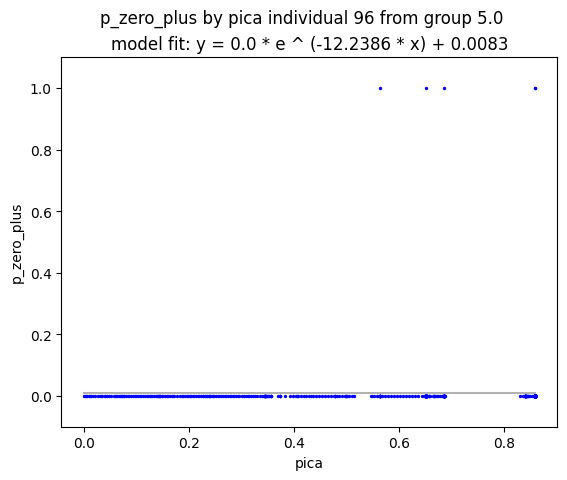 p_zero_plus by pica individual 96 from group 5.0
model fit: y = 0.0 * e ^ (-12.2386 * x) + 0.0083
1.0
0.8
0.6
0.4
0.2
0.0
p_zero_plus
0.0 0.2 0.4 0.6 0.8
pica